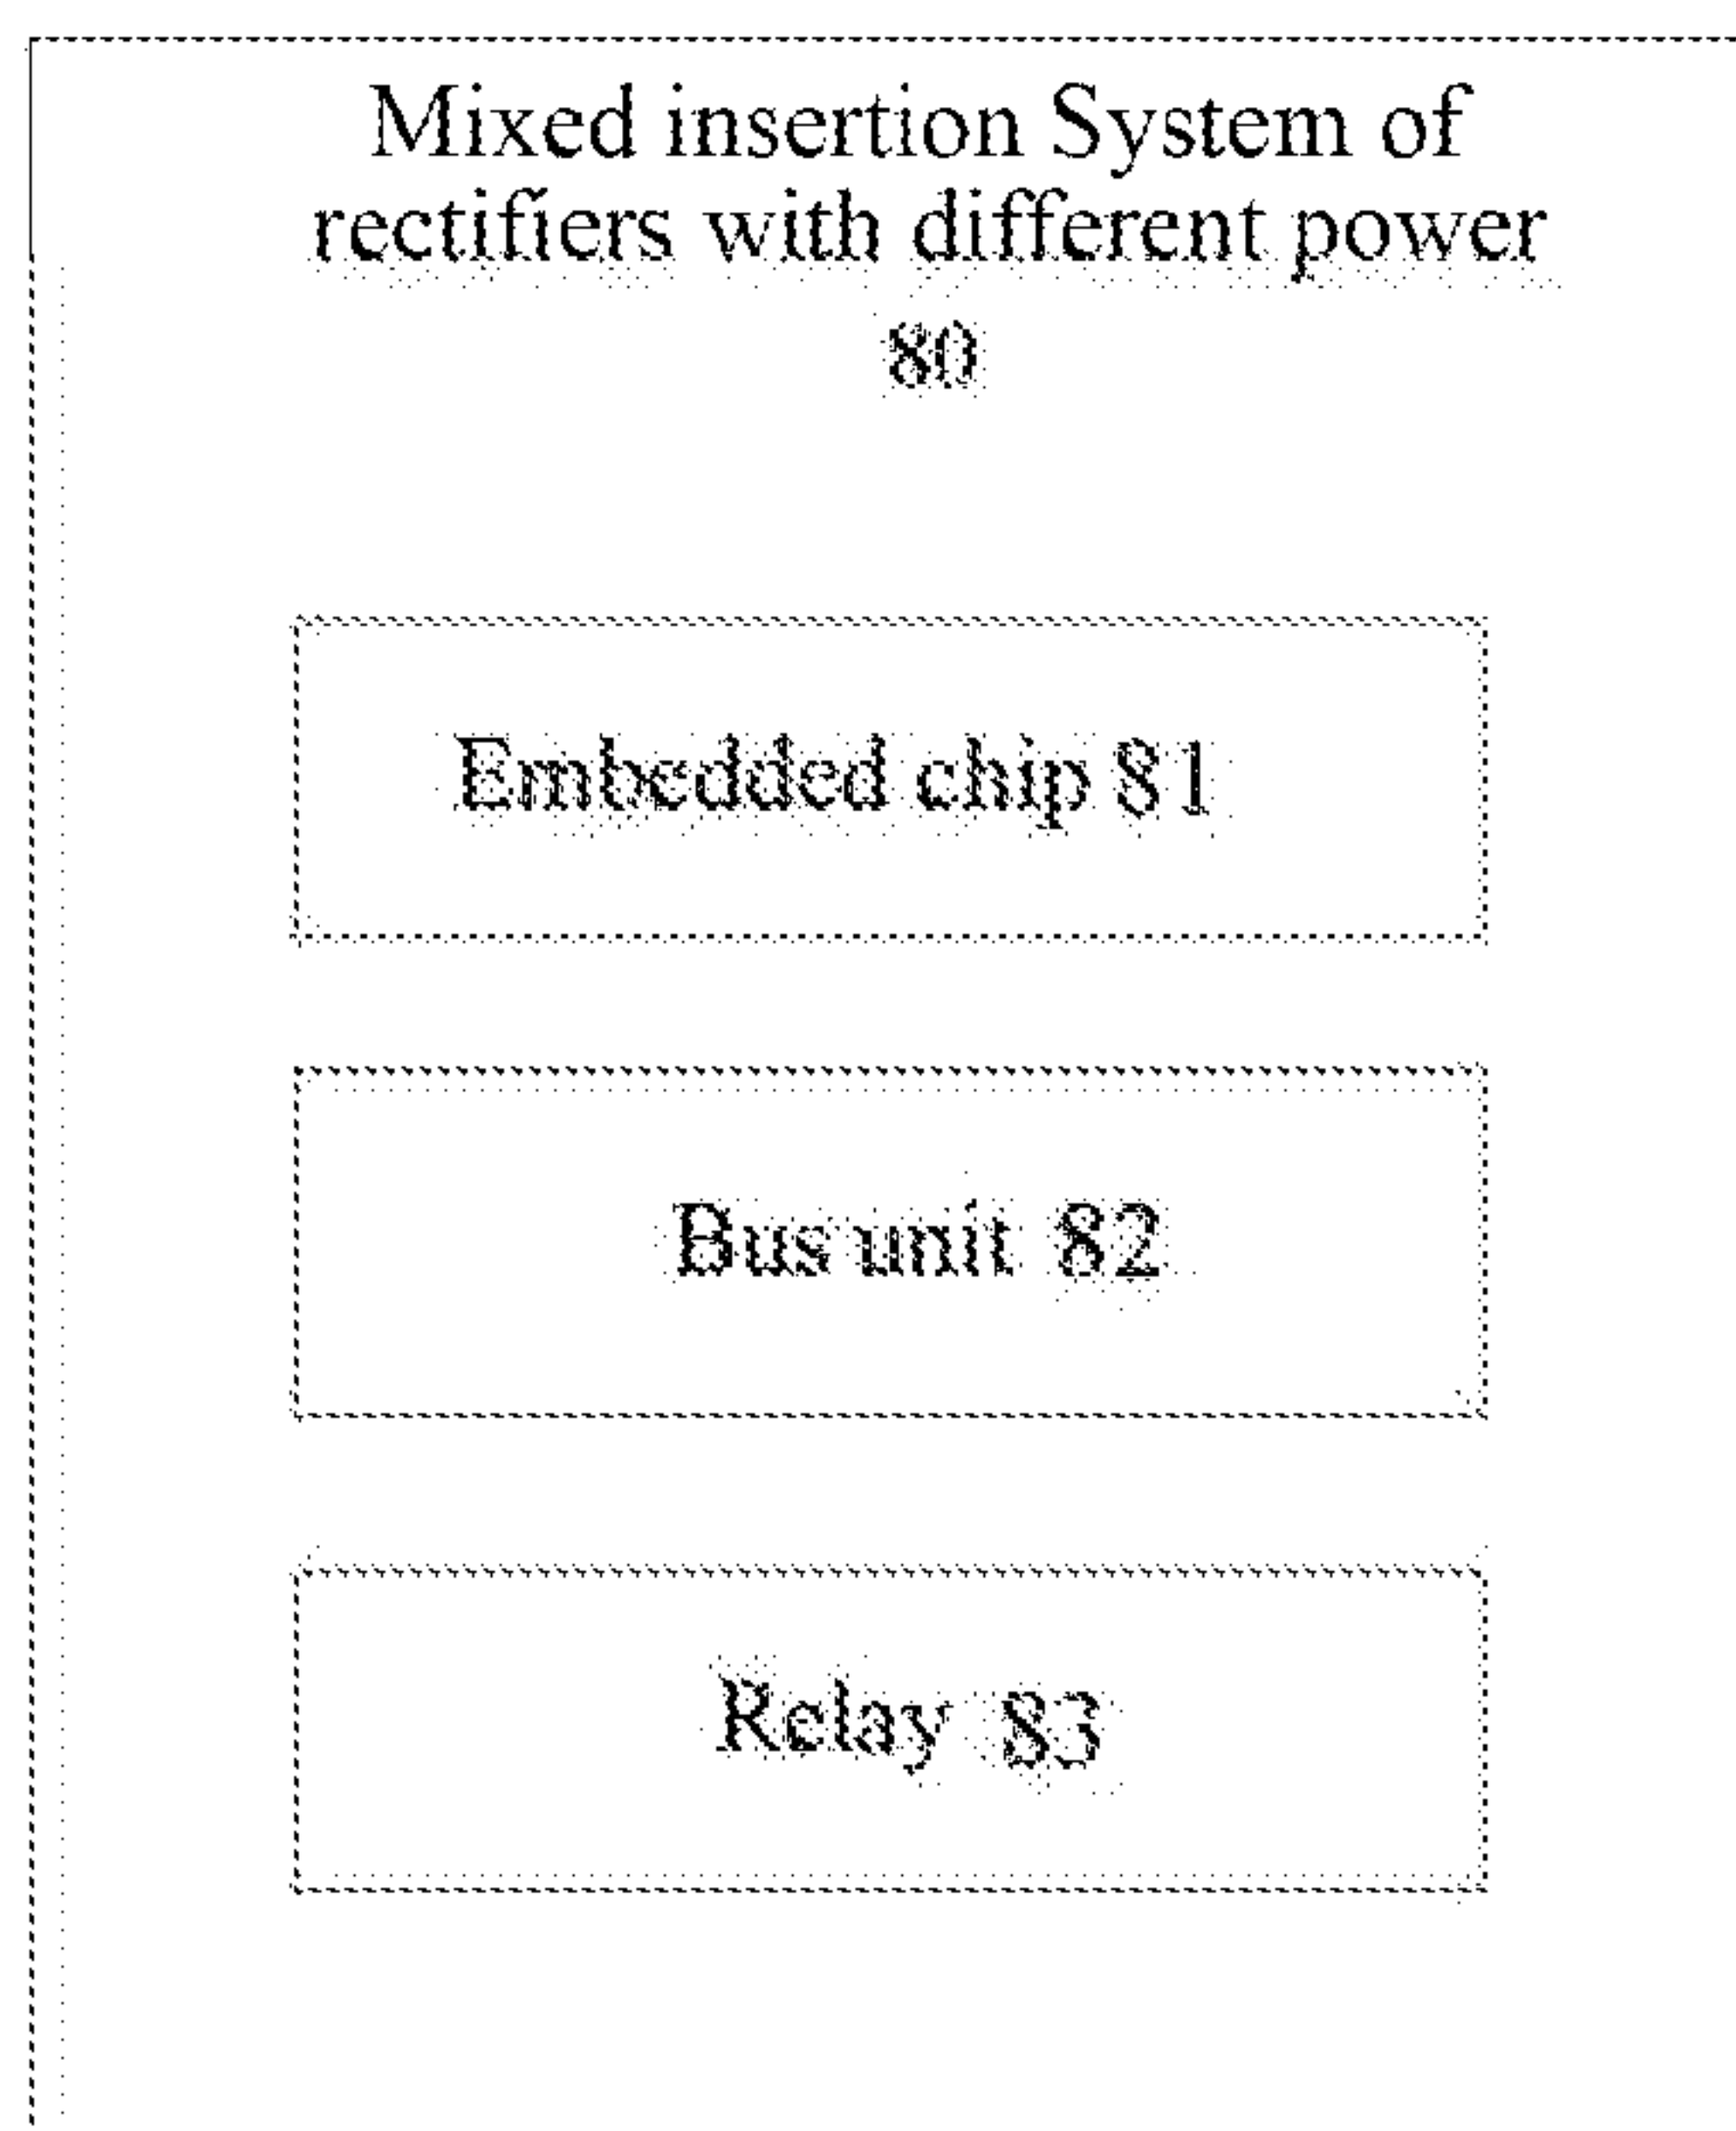 Mixed insertion System of
rectifiers with different power
80
Embedded chip 81
Bus unit 82
Relay 83